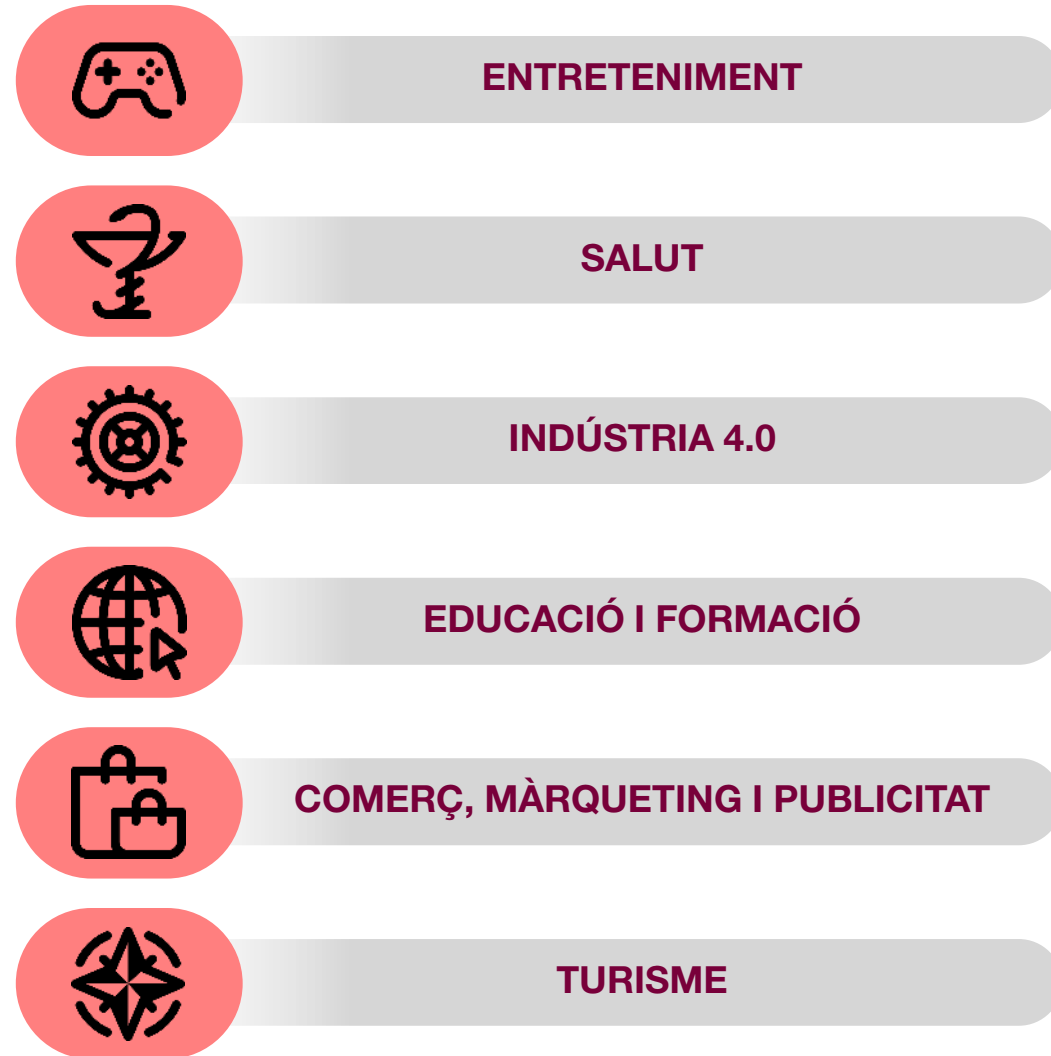 ENTRETENIMENT
SALUT
INDÚSTRIA 4.0
EDUCACIÓ I FORMACIÓ
COMERÇ, MÀRQUETING I PUBLICITAT
TURISME